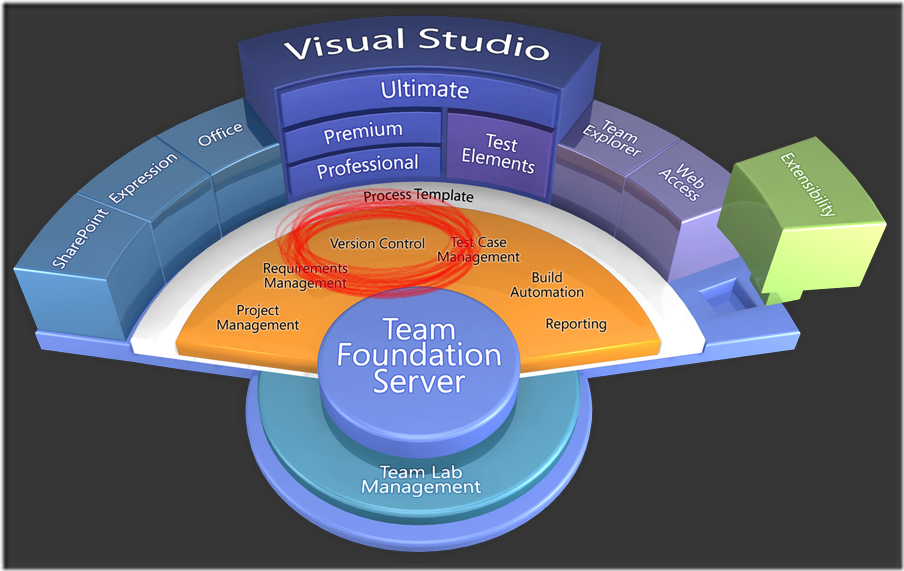 Visual Studio
Ultimate
Premium
Professional
Test
Elements
Office
Expression
SharePoint
Team
Explorer
Web
Access
Extensibility
Process Template
Version Control
Test Case
Management
Requirements
Management
Build
Automation
Project
Management
Reporting
Team
Foundation
Server
Team Lab
Management